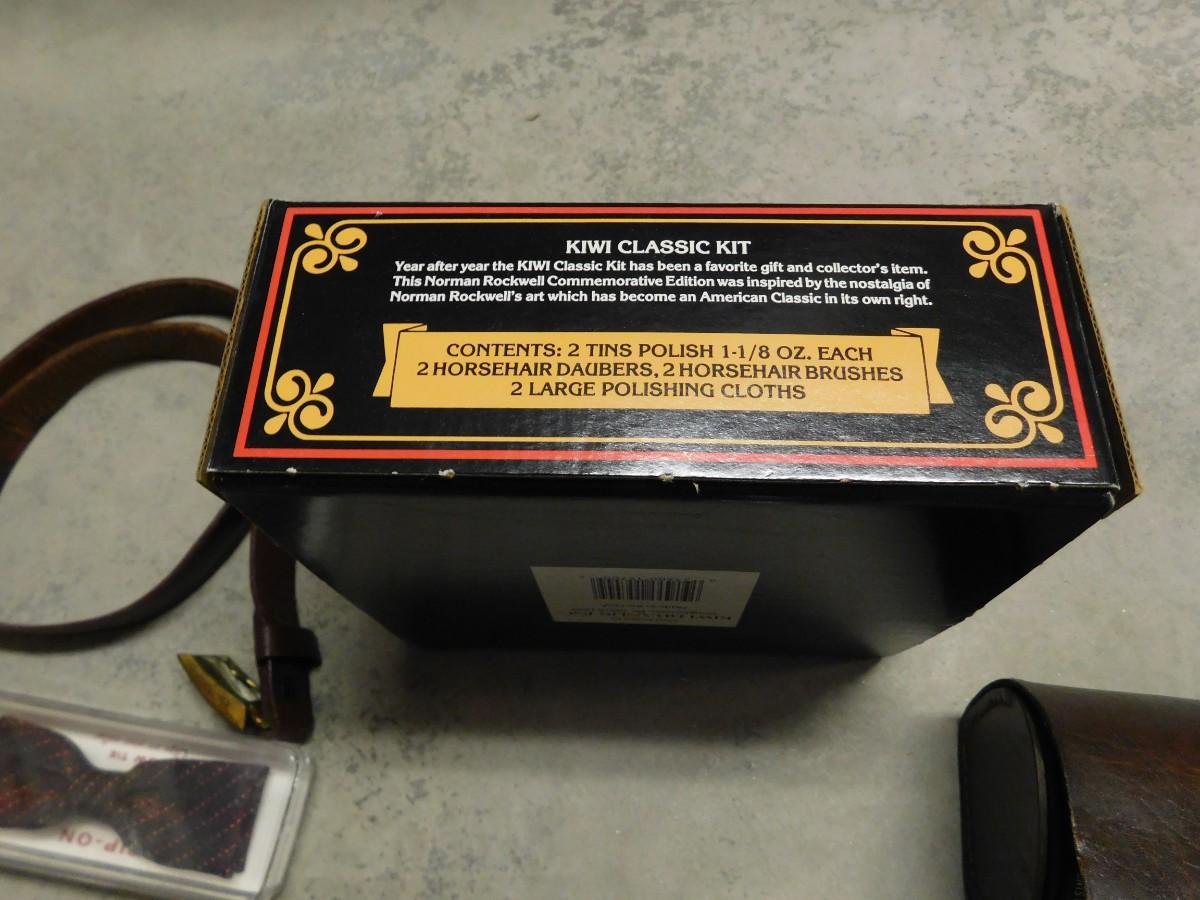 KIWI CLASSIC KIT
Year after year the KIWI Classic Kit has been a favorite gift and collector's item.
This Norman Rockwell Commemorative Edition was inspired by the nostalgia of
Norman Rockwell's art which has become an American Classic in its own right.
CONTENTS: 2 TINS POLISH 1-1/8 OZ. EACH
2 HORSEHAIR DAUBERS, 2 HORSEHAIR BRUSHES
2 LARGE POLISHING CLOTHS